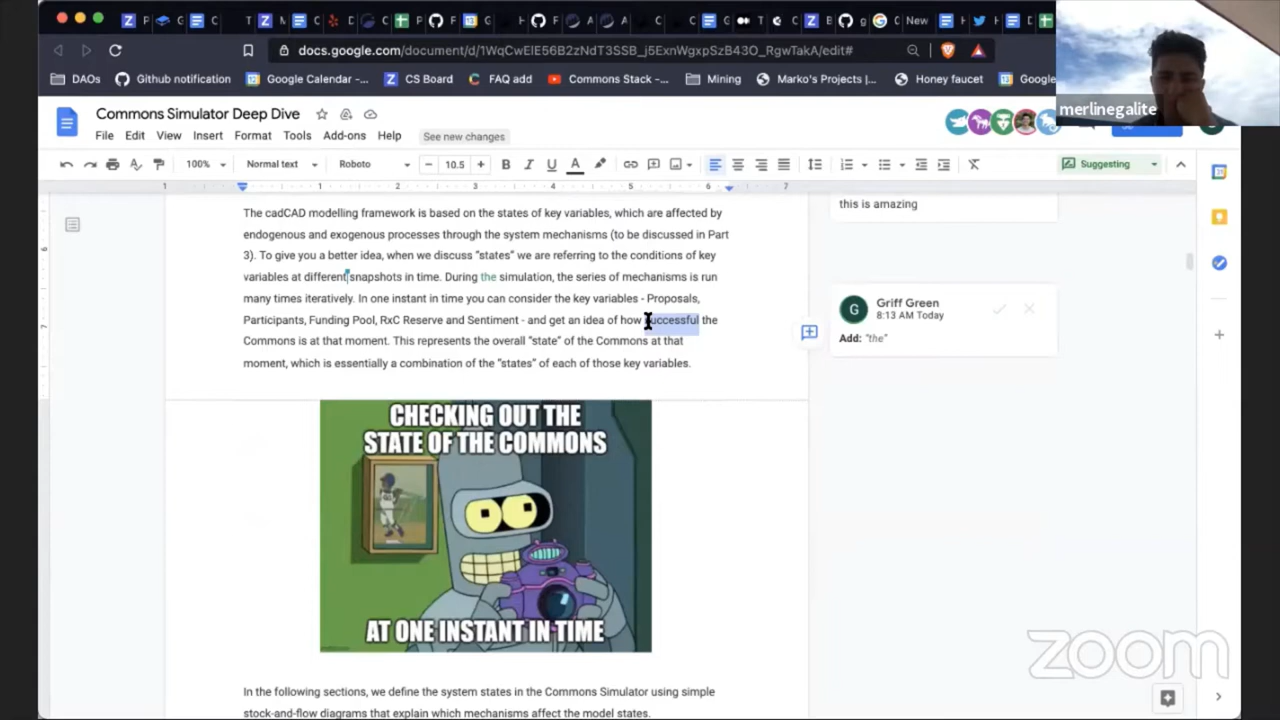 docs.google.com/document/d/1WqCwElE56B2zNdT3SSB_j5ExnWgxpSzB43O_RgwTakA/edit#
DAOs
Github notification
Google Calendar -...
CS Board
FAQ add
Commons Stack -...
Mining
Marko's Projects |...
Honey faucet
merlinegalite
Commons Simulator Deep Dive
File Edit View Insert Format Tools Add-ons Help
See new changes
100% Normal text Roboto 10.5
Suggesting
1 1 2 3 4 5 6 7
The cadCAD modelling framework is based on the states of key variables, which are affected by
endogenous and exogenous processes through the system mechanisms (to be discussed in Part
3). To give you a better idea, when we discuss "states" we are referring to the conditions of key
variables at different snapshots in time. During the simulation, the series of mechanisms is run
many times iteratively. In one instant in time you can consider the key variables - Proposals,
Participants, Funding Pool, RxC Reserve and Sentiment - and get an idea of how successful the
Commons is at that moment. This represents the overall "state" of the Commons at that
moment, which is essentially a combination of the "states" of each of those key variables.
this is amazing
G
Griff Green
8:13 AM Today
Add: "the"
CHECKING OUT THE
STATE OF THE COMMONS
AT ONE INSTANT IN TIME
In the following sections, we define the system states in the Commons Simulator using simple
stock-and-flow diagrams that explain which mechanisms affect the model states.
zoom